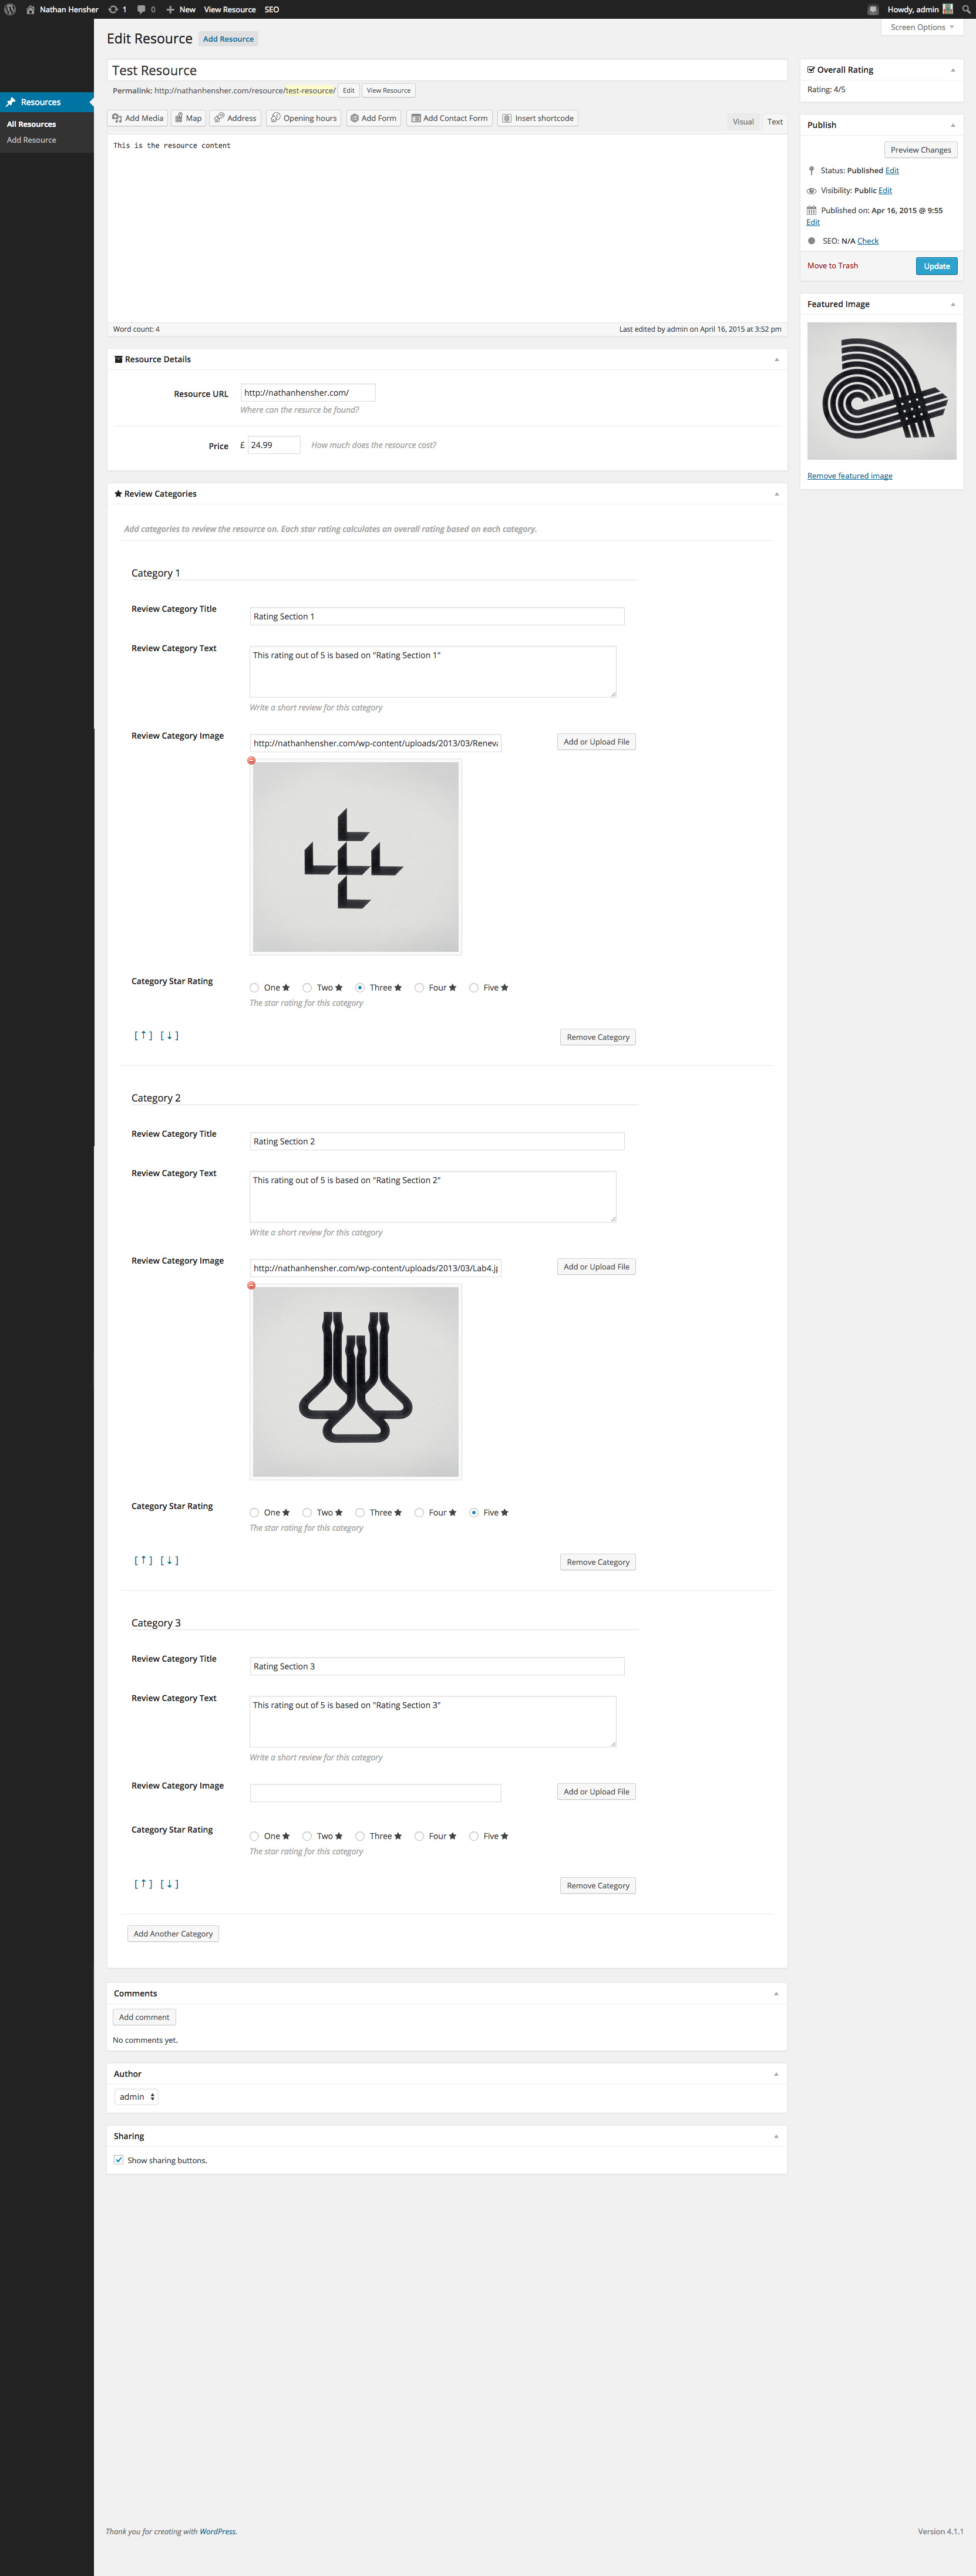 Nathan Hensher 1 0 New View Resource SEO Howdy, admin
Screen Options
Resources
All Resources
Add Resource
Edit Resource Add Resource
Test Resource
Permalink: http://nathanhensher.com/resource/test-resource/ Edit View Resource
Add Media Map Address Opening hours Add Form Add Contact Form Insert shortcode Visual Text
This is the resource content
Word count: 4 Last edited by admin on April 16, 2015 at 3:52 pm
Resource Details
Resource URL http://nathanhensher.com/
Where can the resurce be found?
Price £ 24.99 How much does the resource cost?
Review Categories
Add categories to review the resource on. Each star rating calculates an overall rating based on each category.
Category 1
Review Category Title Rating Section 1
Review Category Text This rating out of 5 is based on "Rating Section 1"
Write a short review for this category
Review Category Image http://nathanhensher.com/wp-content/uploads/2013/03/Reneva Add or Upload File
Category Star Rating One ★ Two ★ Three ★ Four ★ Five ★
The star rating for this category
[↑] [↓] Remove Category
Category 2
Review Category Title Rating Section 2
Review Category Text This rating out of 5 is based on "Rating Section 2"
Write a short review for this category
Review Category Image http://nathanhensher.com/wp-content/uploads/2013/03/Lab4.jp Add or Upload File
Category Star Rating One ★ Two ★ Three ★ Four ★ Five ★
The star rating for this category
[↑] [↓] Remove Category
Category 3
Review Category Title Rating Section 3
Review Category Text This rating out of 5 is based on "Rating Section 3"
Write a short review for this category
Review Category Image Add or Upload File
Category Star Rating One ★ Two ★ Three ★ Four ★ Five ★
The star rating for this category
[↑] [↓] Remove Category
Add Another Category
Comments
Add comment
No comments yet.
Author
admin
Sharing
Show sharing buttons.
Overall Rating
Rating: 4/5
Publish
Preview Changes
Status: Published Edit
Visibility: Public Edit
Published on: Apr 16, 2015 @ 9:55
Edit
SEO: N/A Check
Move to Trash Update
Featured Image
Remove featured image
Thank you for creating with WordPress. Version 4.1.1